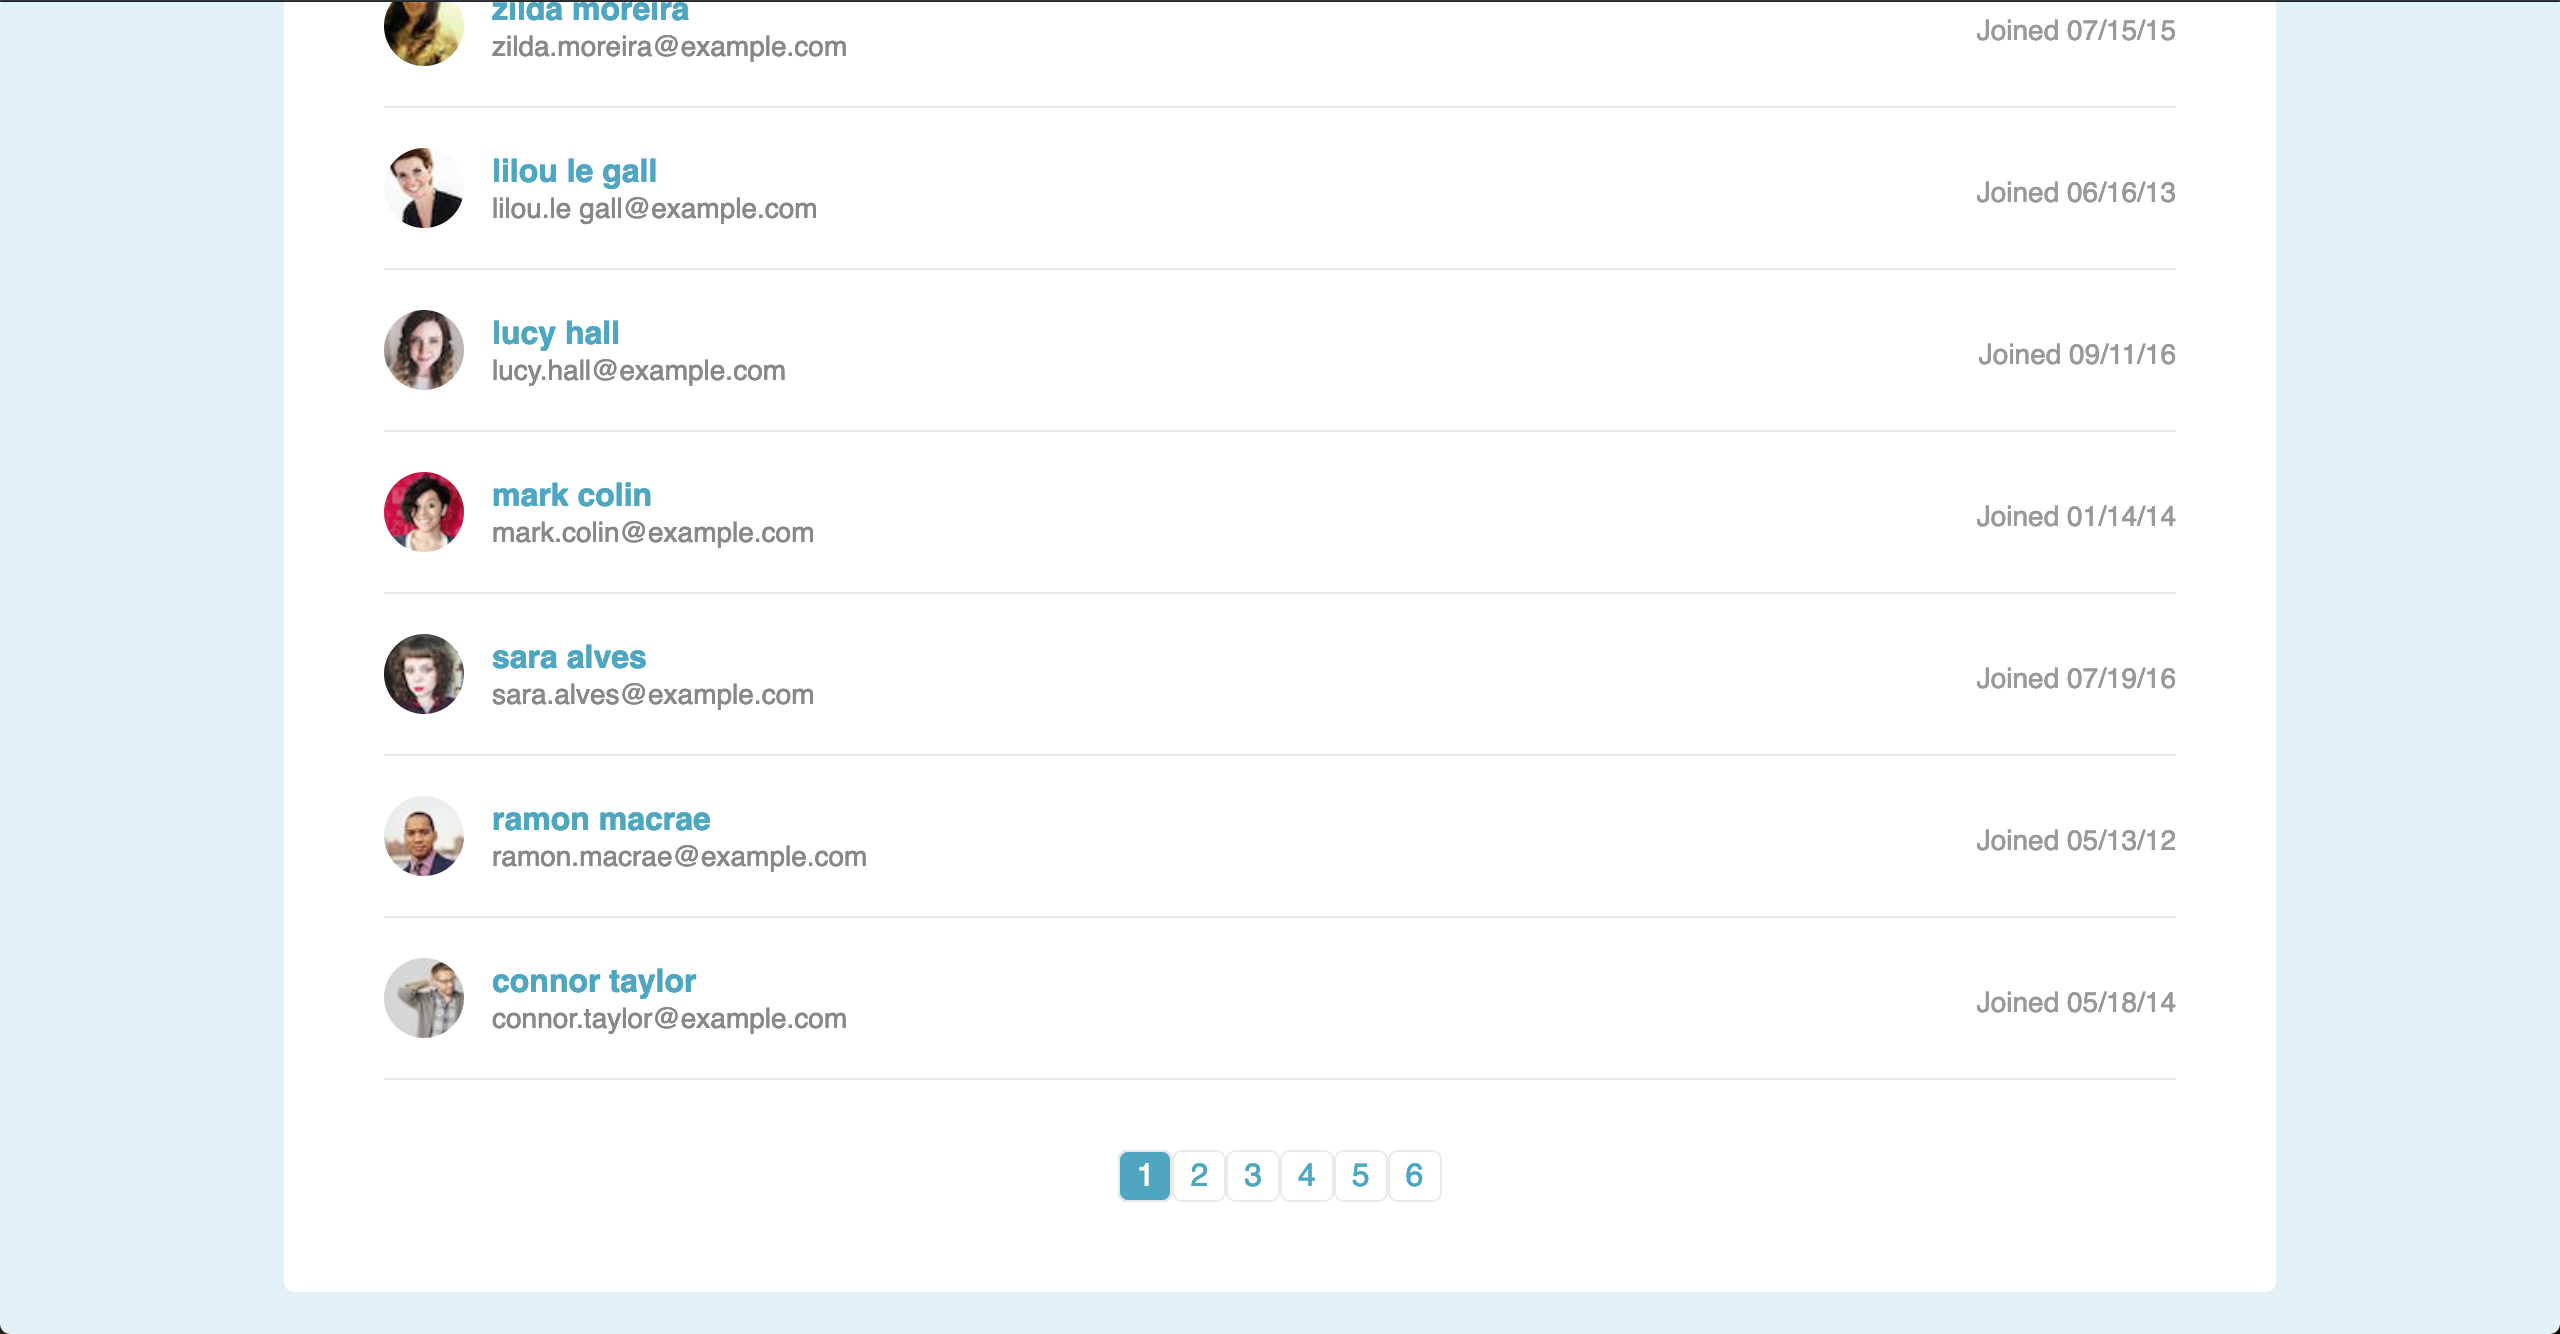 zilda moreira
zilda.moreira@example.com
Joined 07/15/15
lilou le gall
lilou.le gall@example.com
Joined 06/16/13
lucy hall
lucy.hall@example.com
Joined 09/11/16
mark colin
mark.colin@example.com
Joined 01/14/14
sara alves
sara.alves@example.com
Joined 07/19/16
ramon macrae
ramon.macrae@example.com
Joined 05/13/12
connor taylor
connor.taylor@example.com
Joined 05/18/14
1 2 3 4 5 6